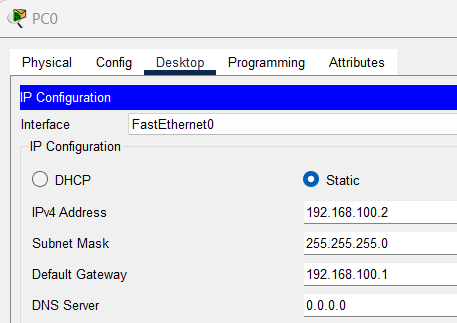 PC0
Physical Config Desktop Programming Attributes
IP Configuration
Interface FastEthernet0
IP Configuration
DHCP Static
IPv4 Address 192.168.100.2
Subnet Mask 255.255.255.0
Default Gateway 192.168.100.1
DNS Server 0.0.0.0